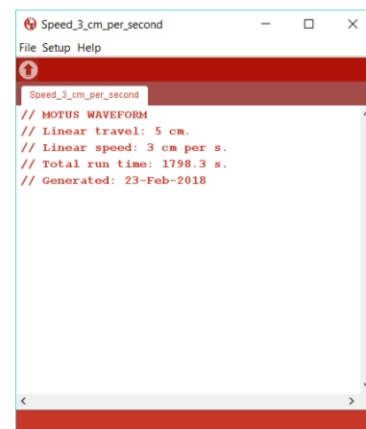 Speed_3_cm_per_second
File Setup Help
Speed_3_cm_per_second
// MOTUS WAVEFORM
// Linear travel: 5 cm.
// Linear speed: 3 cm per s.
// Total run time: 1798.3 s.
// Generated: 23-Feb-2018